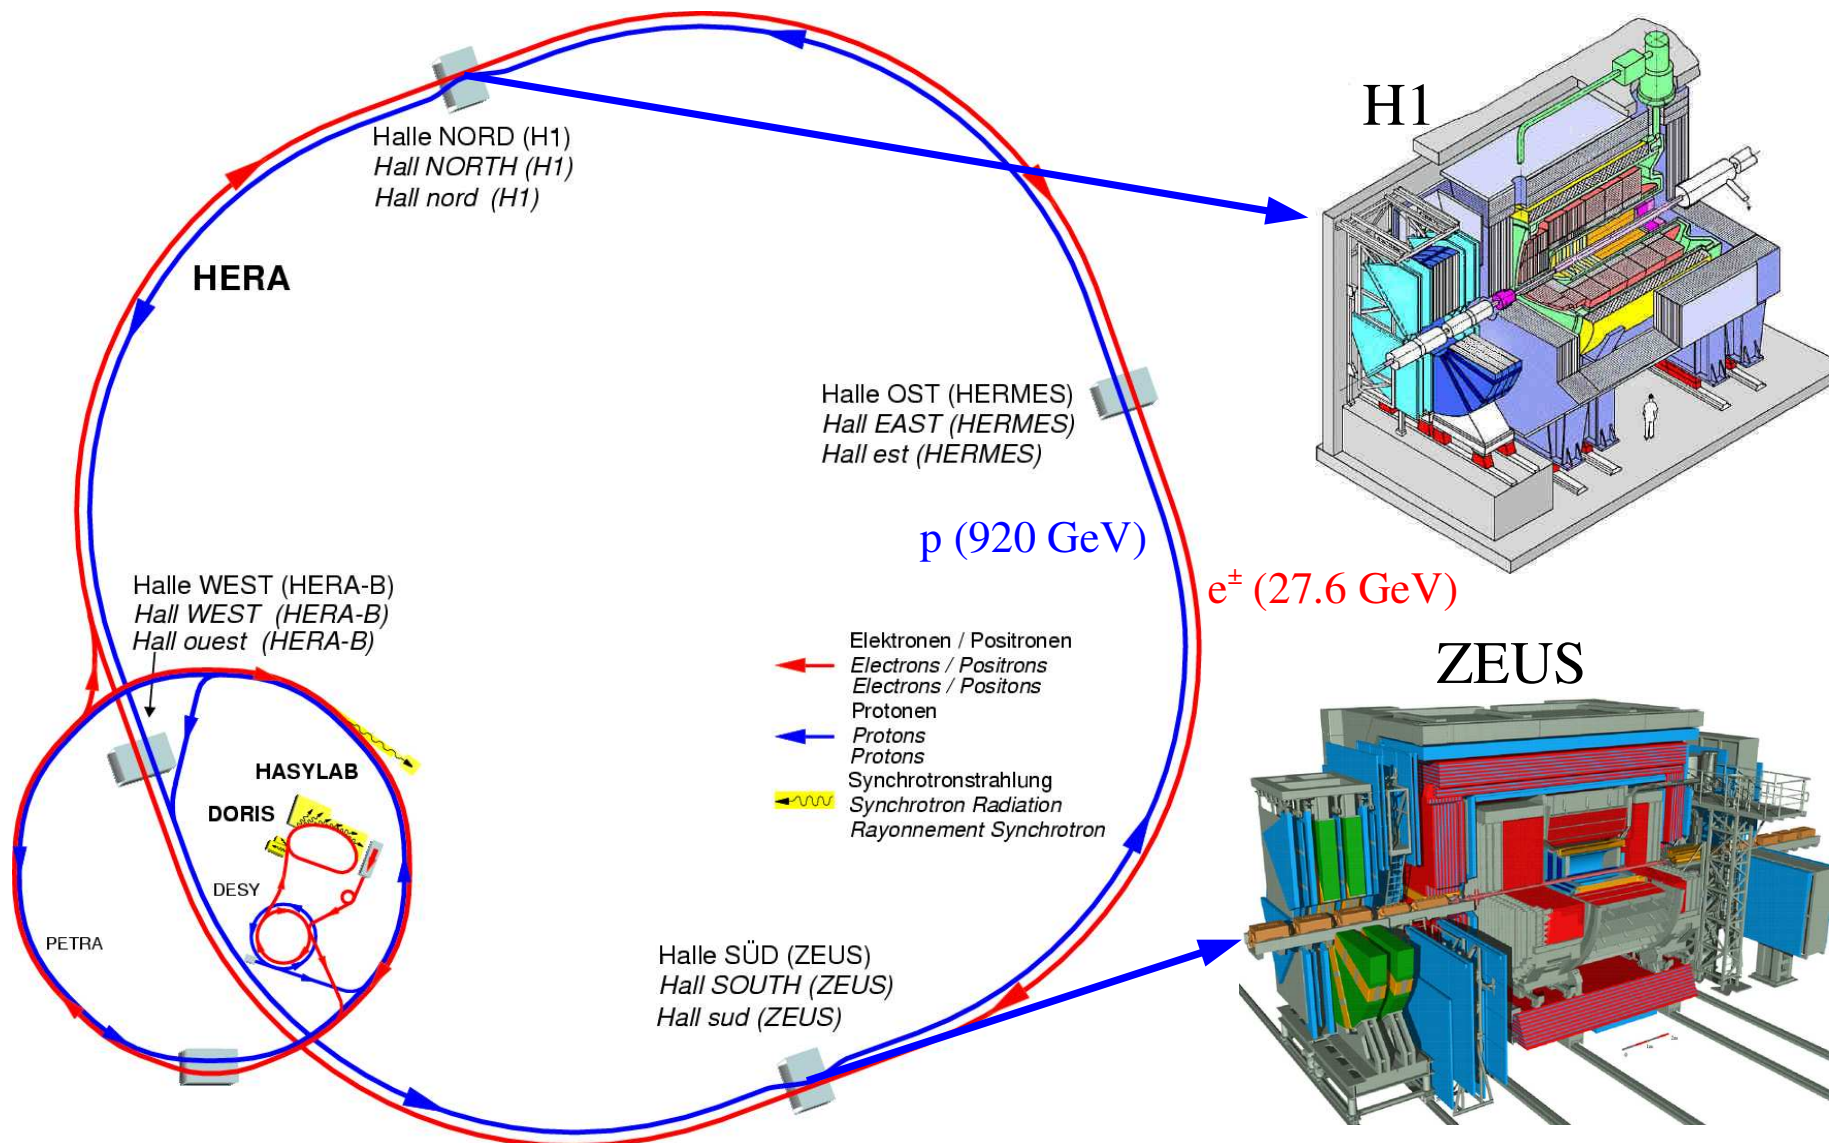 H1
Halle NORD (H1)
Hall NORTH (H1)
Hall nord (H1)
HERA
Halle OST (HERMES)
Hall EAST (HERMES)
Hall est (HERMES)
p (920 GeV)
e± (27.6 GeV)
Halle WEST (HERA-B)
Hall WEST (HERA-B)
Hall ouest (HERA-B)
Elektronen / Positronen
Electrons / Positrons
Electrons / Positons
Protonen
Protons
Protons
Synchrotronstrahlung
Synchrotron Radiation
Rayonnement Synchrotron
ZEUS
HASYLAB
DORIS
DESY
PETRA
Halle SÜD (ZEUS)
Hall SOUTH (ZEUS)
Hall sud (ZEUS)